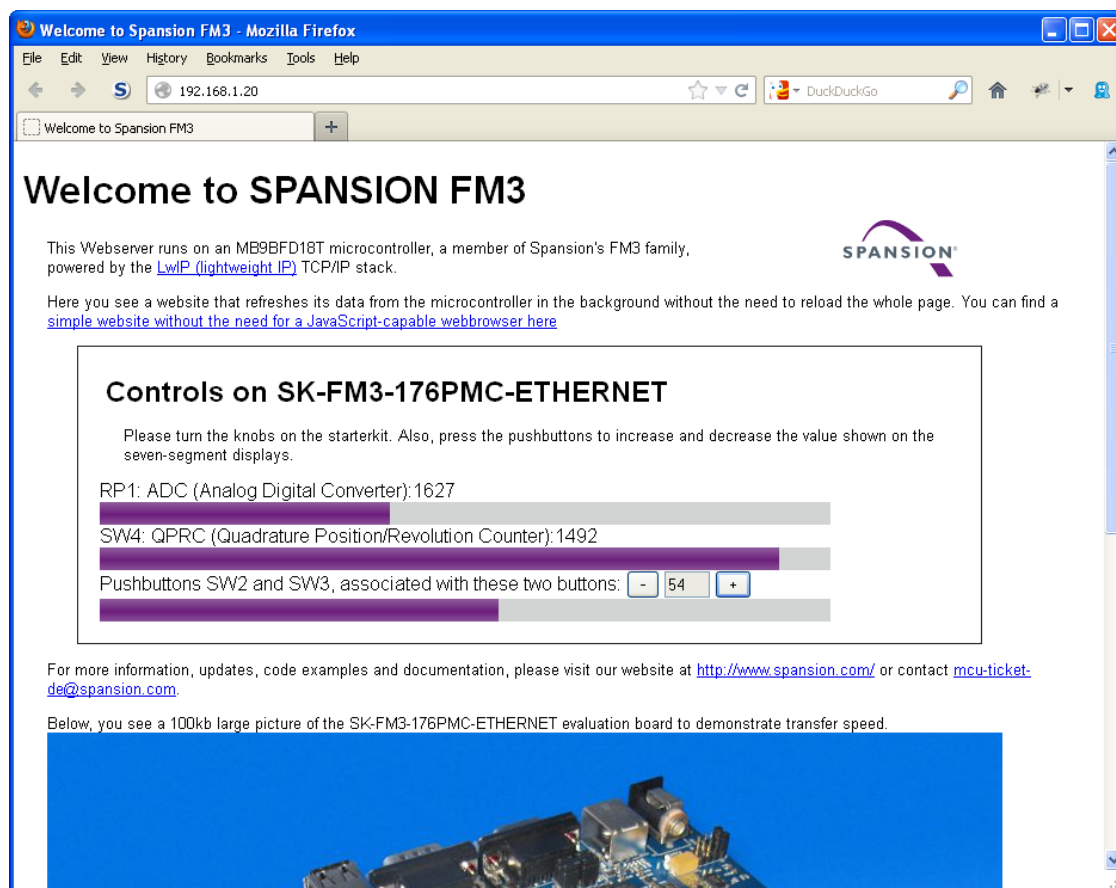 Welcome to Spansion FM3 - Mozilla Firefox
File Edit View History Bookmarks Tools Help
S 192.168.1.20 DuckDuckGo
Welcome to Spansion FM3 +
Welcome to SPANSION FM3
This Webserver runs on an MB9BFD18T microcontroller, a member of Spansion's FM3 family,
powered by the LwIP (lightweight IP) TCP/IP stack.
SPANSION®
Here you see a website that refreshes its data from the microcontroller in the background without the need to reload the whole page. You can find a
simple website without the need for a JavaScript-capable webbrowser here
Controls on SK-FM3-176PMC-ETHERNET
Please turn the knobs on the starterkit. Also, press the pushbuttons to increase and decrease the value shown on the
seven-segment displays.
RP1: ADC (Analog Digital Converter):1627
SW4: QPRC (Quadrature Position/Revolution Counter):1492
Pushbuttons SW2 and SW3, associated with these two buttons: - 54 +
For more information, updates, code examples and documentation, please visit our website at http://www.spansion.com/ or contact mcu-ticket-
de@spansion.com.
Below, you see a 100kb large picture of the SK-FM3-176PMC-ETHERNET evaluation board to demonstrate transfer speed.